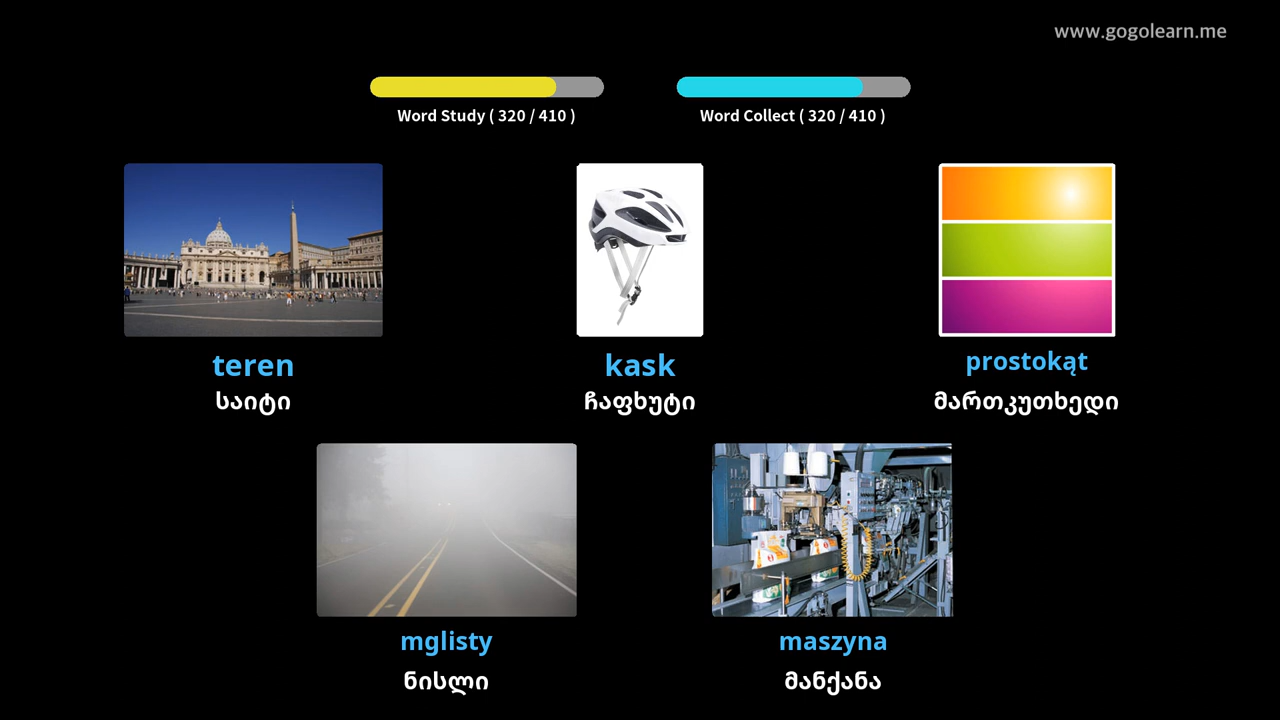 www.gogolearn.me
Word Study ( 320 / 410 )
Word Collect ( 320 / 410 )
teren
kask
prostokąt
საიტი
ჩაფხუტი
მართკუთხედი
mglisty
maszyna
ნისლი
მანქანა